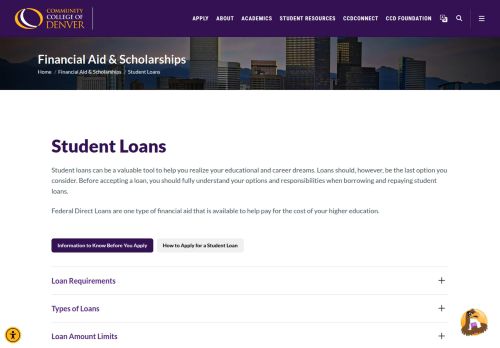 COMMUNITY
COLLEGE OF
DENVER
APPLY ABOUT ACADEMICS STUDENT RESOURCES CCDCONNECT CCD FOUNDATION
Financial Aid & Scholarships
Home / Financial Aid & Scholarships / Student Loans
Student Loans
Student loans can be a valuable tool to help you realize your educational and career dreams. Loans should, however, be the last option you
consider. Before accepting a loan, you should fully understand your options and responsibilities when borrowing and repaying student
loans.
Federal Direct Loans are one type of financial aid that is available to help pay for the cost of your higher education.
Information to Know Before You Apply How to Apply for a Student Loan
Loan Requirements
Types of Loans
Loan Amount Limits